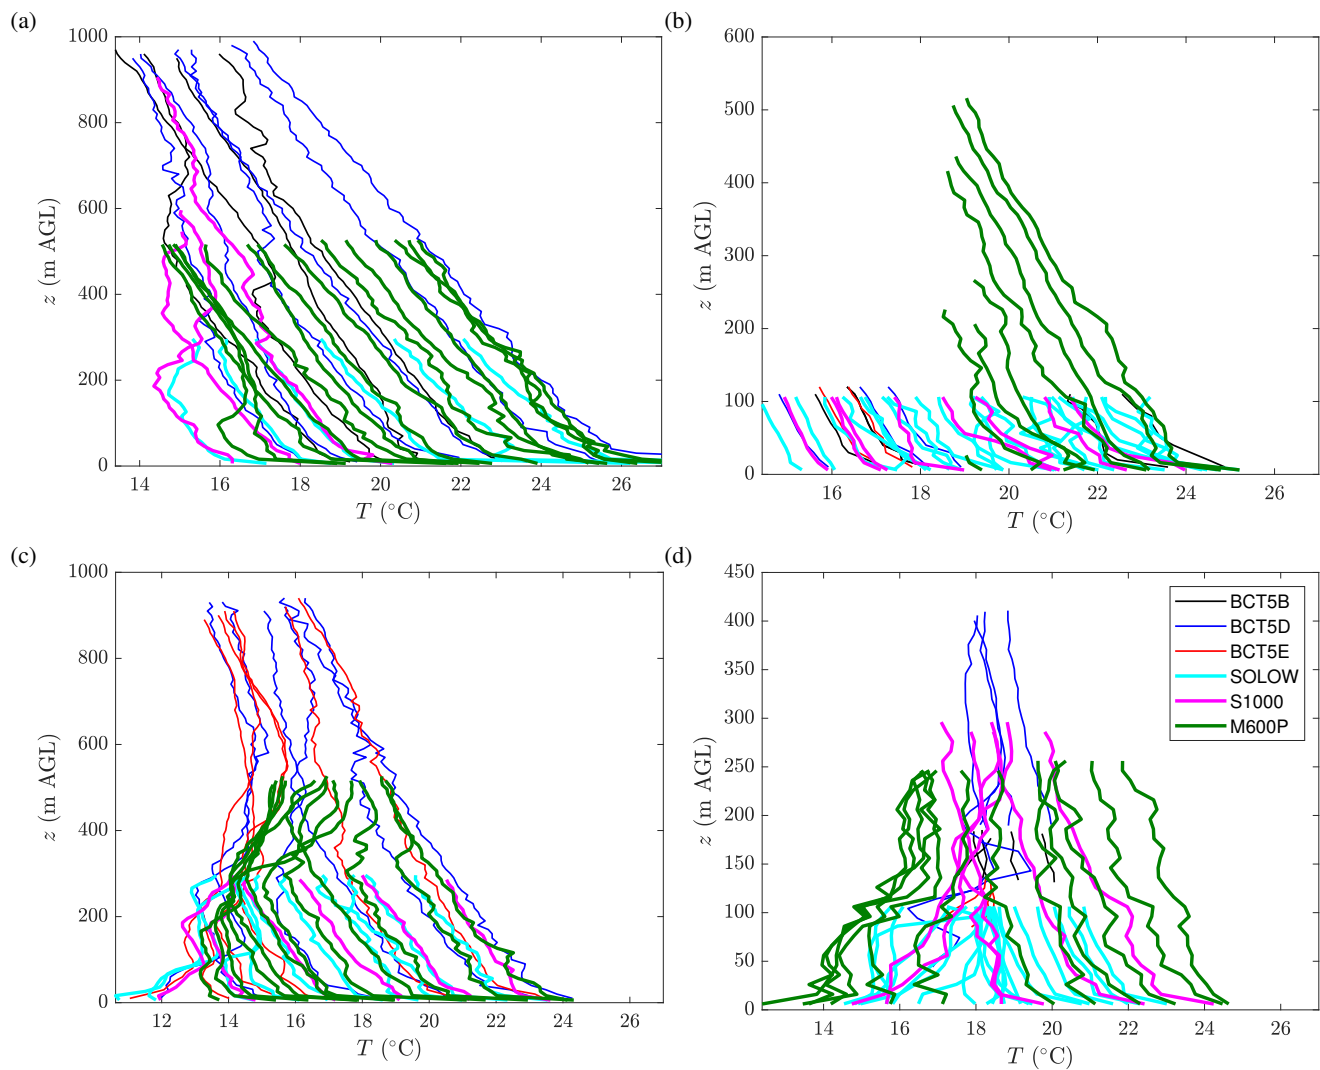 (a)
1000
800
600
400
200
0
z (m AGL)
14 16 18 20 22 24 26
T (°C)
(b)
600
500
400
300
200
100
0
z (m AGL)
16 18 20 22 24 26
T (°C)
(c)
1000
800
600
400
200
0
z (m AGL)
12 14 16 18 20 22 24 26
T (°C)
(d)
450
400
350
300
250
200
150
100
50
0
z (m AGL)
14 16 18 20 22 24 26
T (°C)
BCT5B
BCT5D
BCT5E
SOLOW
S1000
M600P